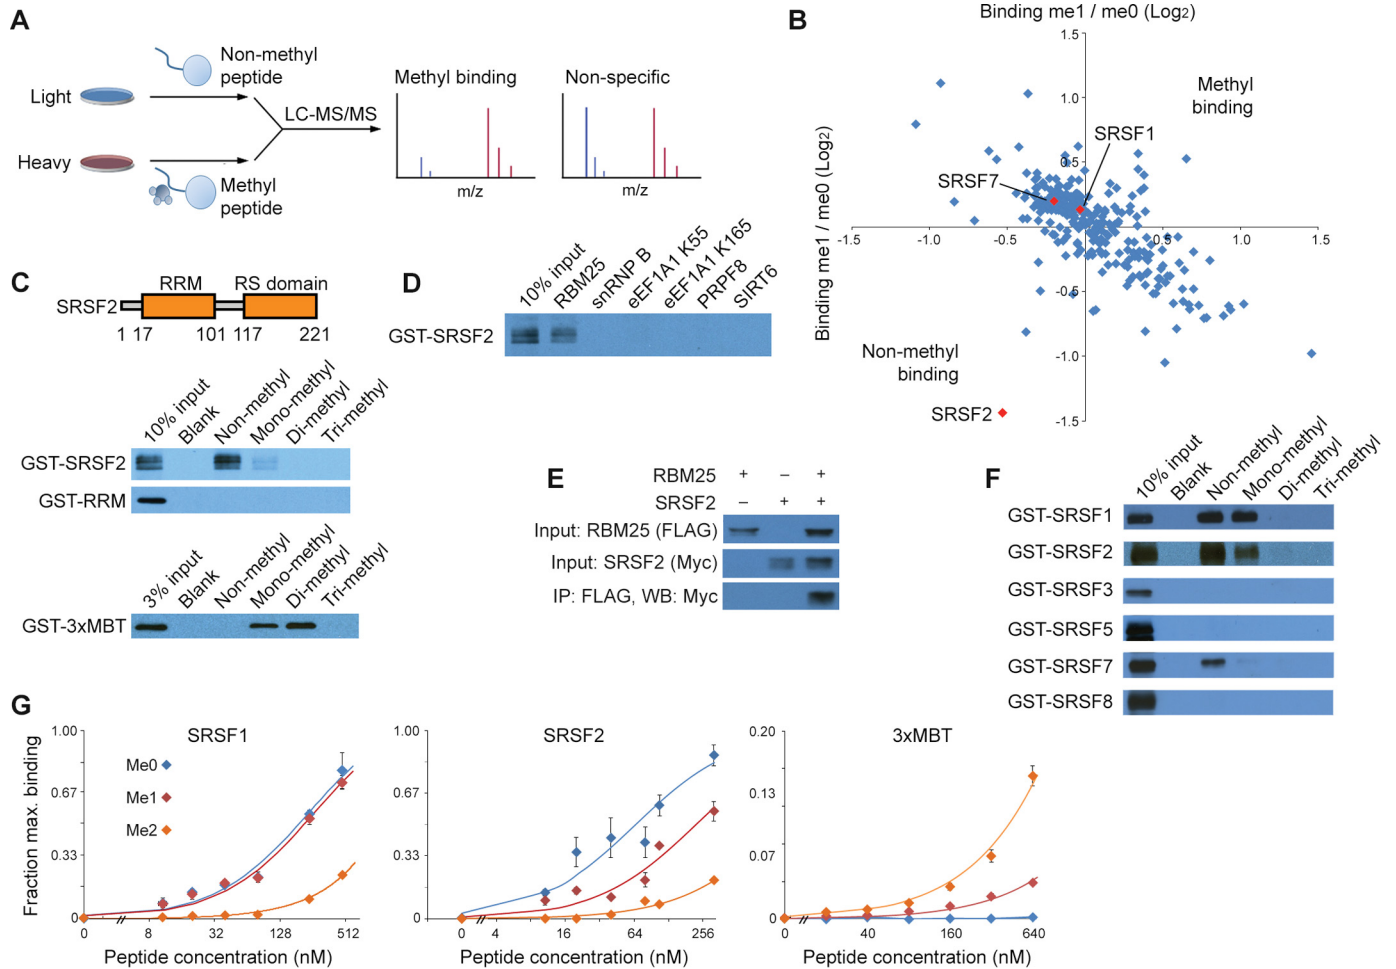 A
Non-methyl
peptide
Light
LC-MS/MS
Heavy
Methyl
peptide
Methyl binding
m/z
Non-specific
m/z
B
Binding me1 / me0 (Log2)
Binding me1 / me0 (Log2)
1.5
1.0
0.5
-0.5
-1.0
-1.5
-1.5
-1.0
-0.5
0.5
1.0
1.5
Methyl
binding
SRSF1
SRSF7
Non-methyl
binding
SRSF2
C
RRM RS domain
SRSF2
1 17 101 117 221
10% input
Blank
Non-methyl
Mono-methyl
Di-methyl
Tri-methyl
GST-SRSF2
GST-RRM
3% input
Blank
Non-methyl
Mono-methyl
Di-methyl
Tri-methyl
GST-3xMBT
D
10% input
RBM25
snRNP B
eEF1A1 K55
eEF1A1 K165
PRPF8
SIRT6
GST-SRSF2
E
RBM25 + – +
SRSF2 – + +
Input: RBM25 (FLAG)
Input: SRSF2 (Myc)
IP: FLAG, WB: Myc
F
10% input
Blank
Non-methyl
Mono-methyl
Di-methyl
Tri-methyl
GST-SRSF1
GST-SRSF2
GST-SRSF3
GST-SRSF5
GST-SRSF7
GST-SRSF8
G
Fraction max. binding
SRSF1
1.00
0.67
0.33
0
Me0
Me1
Me2
0 8 32 128 512
Peptide concentration (nM)
SRSF2
1.00
0.67
0.33
0
0 4 16 64 256
Peptide concentration (nM)
3xMBT
0.20
0.13
0.07
0.00
0 40 160 640
Peptide concentration (nM)